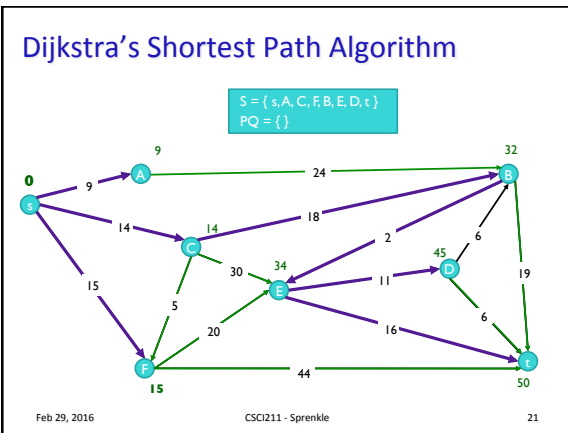 Dijkstra's Shortest Path Algorithm
S = { s, A, C, F, B, E, D, t }
PQ = { }
9
32
0
A
24
B
s
9
14
18
14
C
2
6
45
34
30
D
15
E
11
19
5
6
20
16
F
44
t
15
50
Feb 29, 2016
CSCI211 - Sprenkle
21